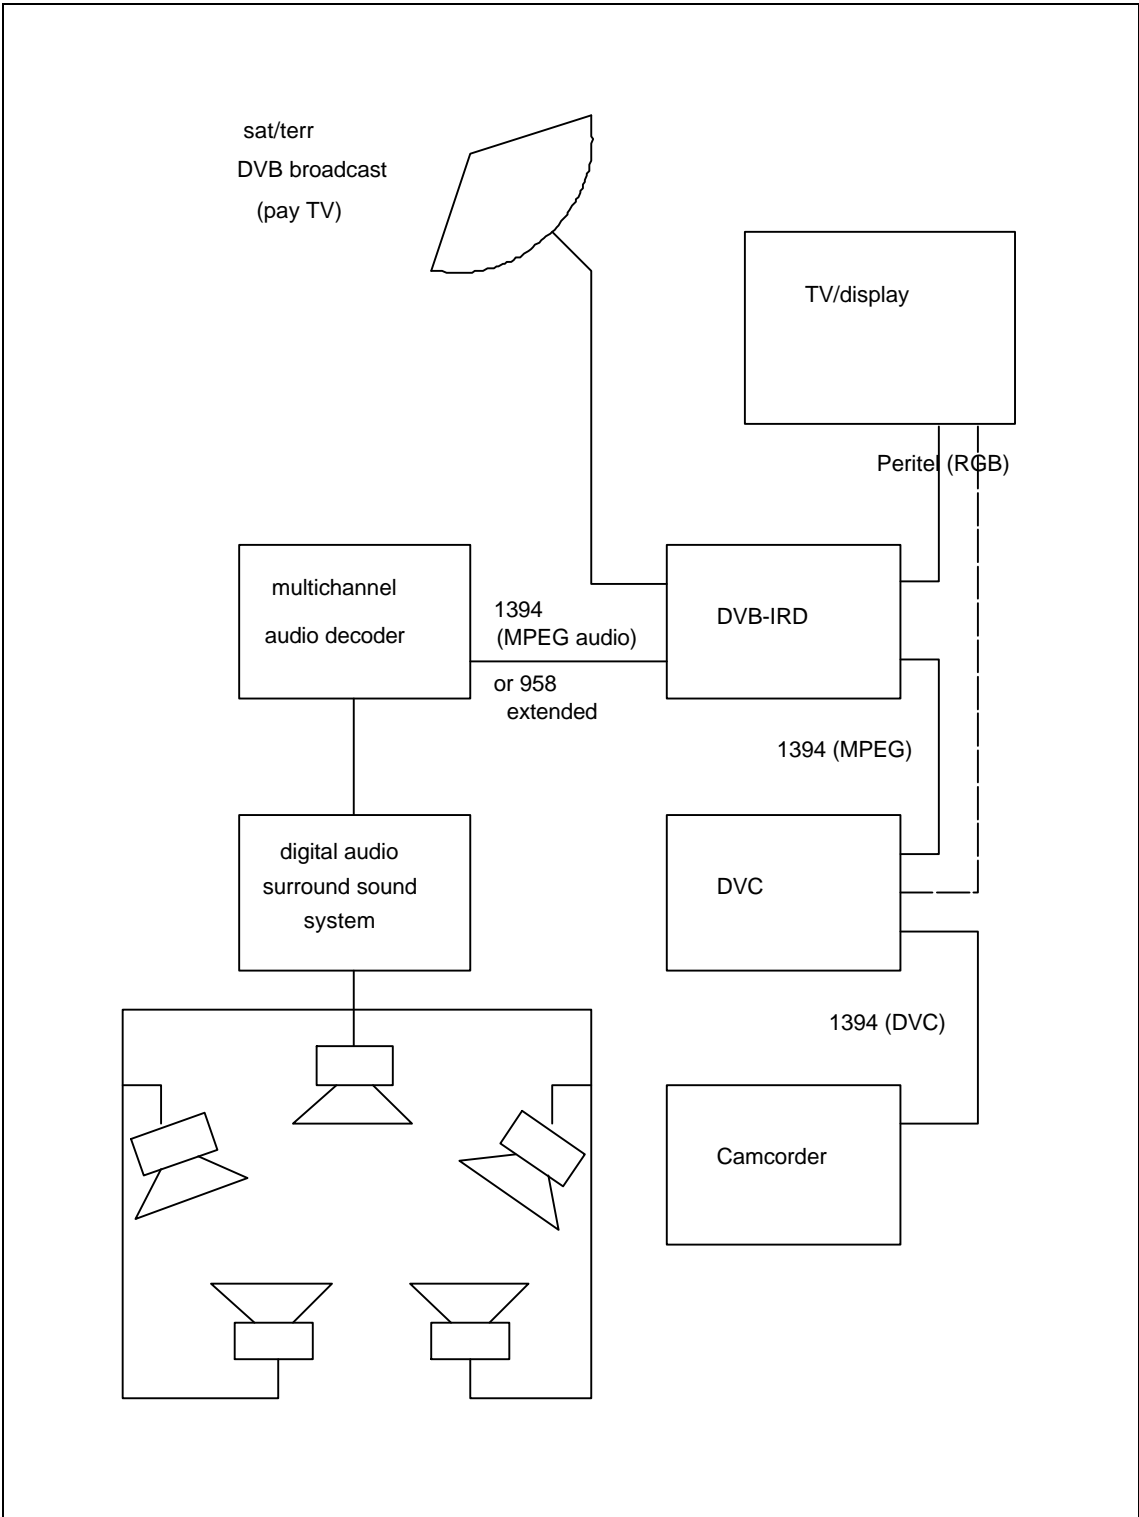 sat/terr
DVB broadcast
(pay TV)
TV/display
Peritel (RGB)
multichannel
audio decoder
1394
(MPEG audio)
or 958
extended
DVB-IRD
1394 (MPEG)
digital audio
surround sound
system
DVC
1394 (DVC)
Camcorder